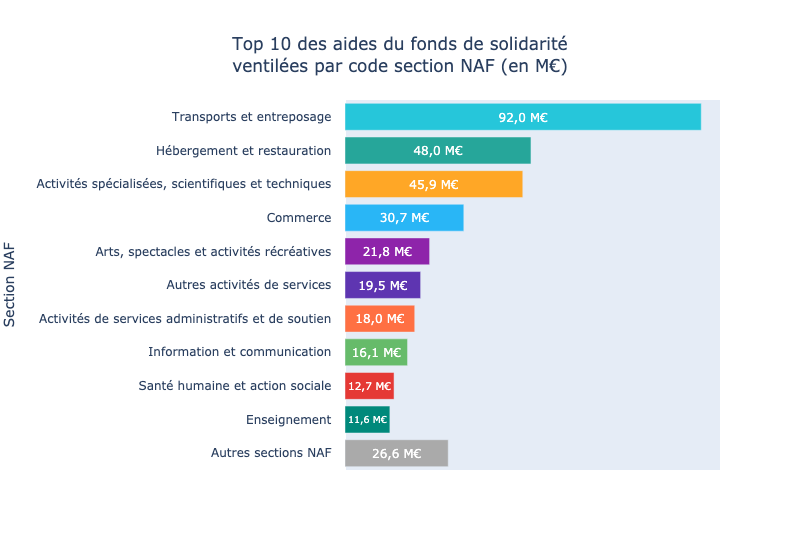 Top 10 des aides du fonds de solidarité
ventilées par code section NAF (en M€)
Section NAF
Transports et entreposage 92,0 M€
Hébergement et restauration 48,0 M€
Activités spécialisées, scientifiques et techniques 45,9 M€
Commerce 30,7 M€
Arts, spectacles et activités récréatives 21,8 M€
Autres activités de services 19,5 M€
Activités de services administratifs et de soutien 18,0 M€
Information et communication 16,1 M€
Santé humaine et action sociale 12,7 M€
Enseignement 11,6 M€
Autres sections NAF 26,6 M€